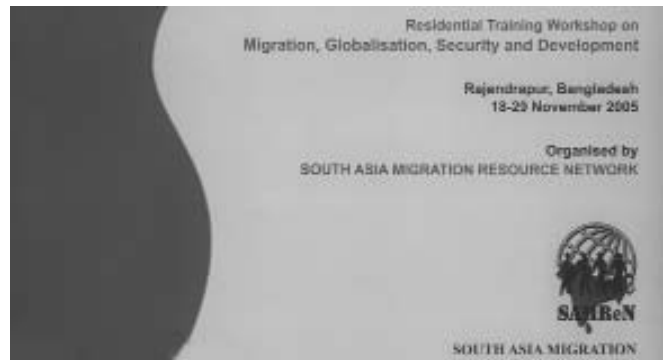 Residential Training Workshop on
Migration, Globalisation, Security and Development
Rajendrapur, Bangladesh
18-29 November 2005
Organised by
SOUTH ASIA MIGRATION RESOURCE NETWORK
SAMReN
SOUTH ASIA MIGRATION